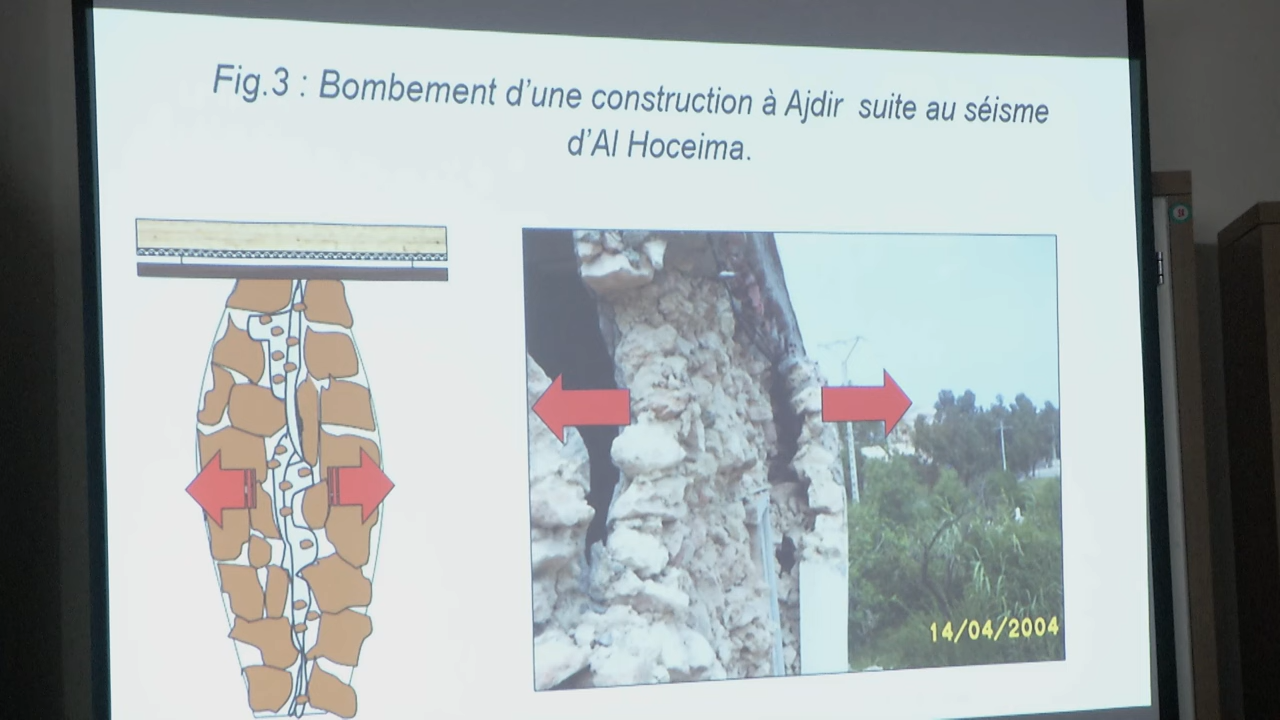 Fig.3 : Bombement d'une construction à Ajdir suite au séisme
d'Al Hoceima.
14/04/2004